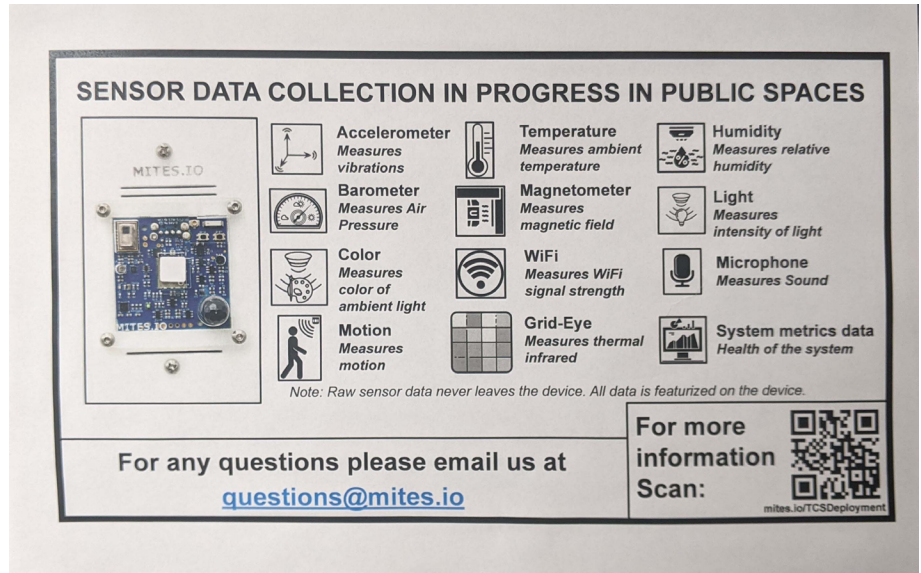 SENSOR DATA COLLECTION IN PROGRESS IN PUBLIC SPACES
MITES.IO
MITES.IO
Accelerometer
Measures
vibrations
Barometer
Measures Air
Pressure
Color
Measures
color of
ambient light
Motion
Measures
motion
Temperature
Measures ambient
temperature
Magnetometer
Measures
magnetic field
WiFi
Measures WiFi
signal strength
Grid-Eye
Measures thermal
infrared
Humidity
Measures relative
humidity
Light
Measures
intensity of light
Microphone
Measures Sound
System metrics data
Health of the system
Note: Raw sensor data never leaves the device. All data is featurized on the device.
For any questions please email us at
questions@mites.io
For more
information
Scan:
mites.io/TCSDeployment